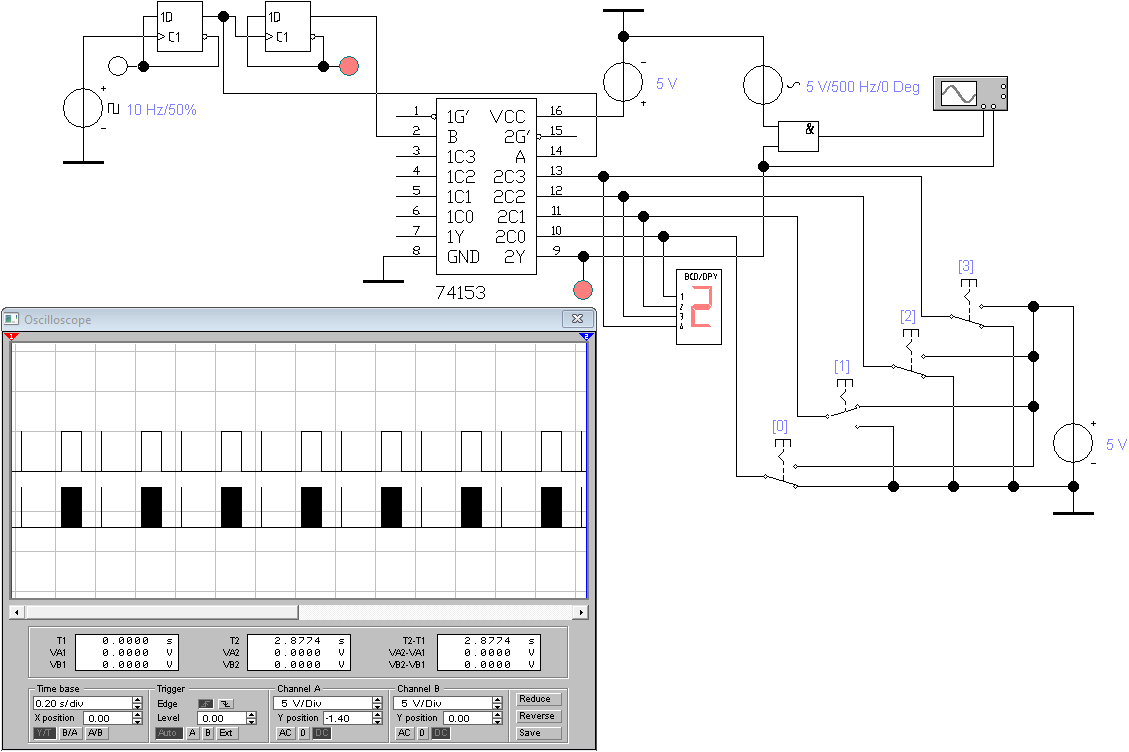 1D
C1
1D
C1
+
-
10 Hz/50%
-
+
5 V
5 V/500 Hz/0 Deg
&
1 1G' VCC 16
2 B 2G' 15
3 1C3 A 14
4 1C2 2C3 13
5 1C1 2C2 12
6 1C0 2C1 11
7 1Y 2C0 10
8 GND 2Y 9
74153
BCD/DPY
1
2
3
4
2
[3]
[2]
[1]
[0]
+
-
5 V
Oscilloscope
1 2
T1 0.0000 s T2 2.8774 s T2-T1 2.8774 s
VA1 0.0000 V VA2 0.0000 V VA2-VA1 0.0000 V
VB1 0.0000 V VB2 0.0000 V VB2-VB1 0.0000 V
Time base Trigger Channel A Channel B
0.20 s/div Edge 5 V/Div 5 V/Div Reduce
X position 0.00 Level 0.00 Y position -1.40 Y position 0.00 Reverse
Y/T B/A A/B Auto A B Ext AC 0 DC AC 0 DC Save